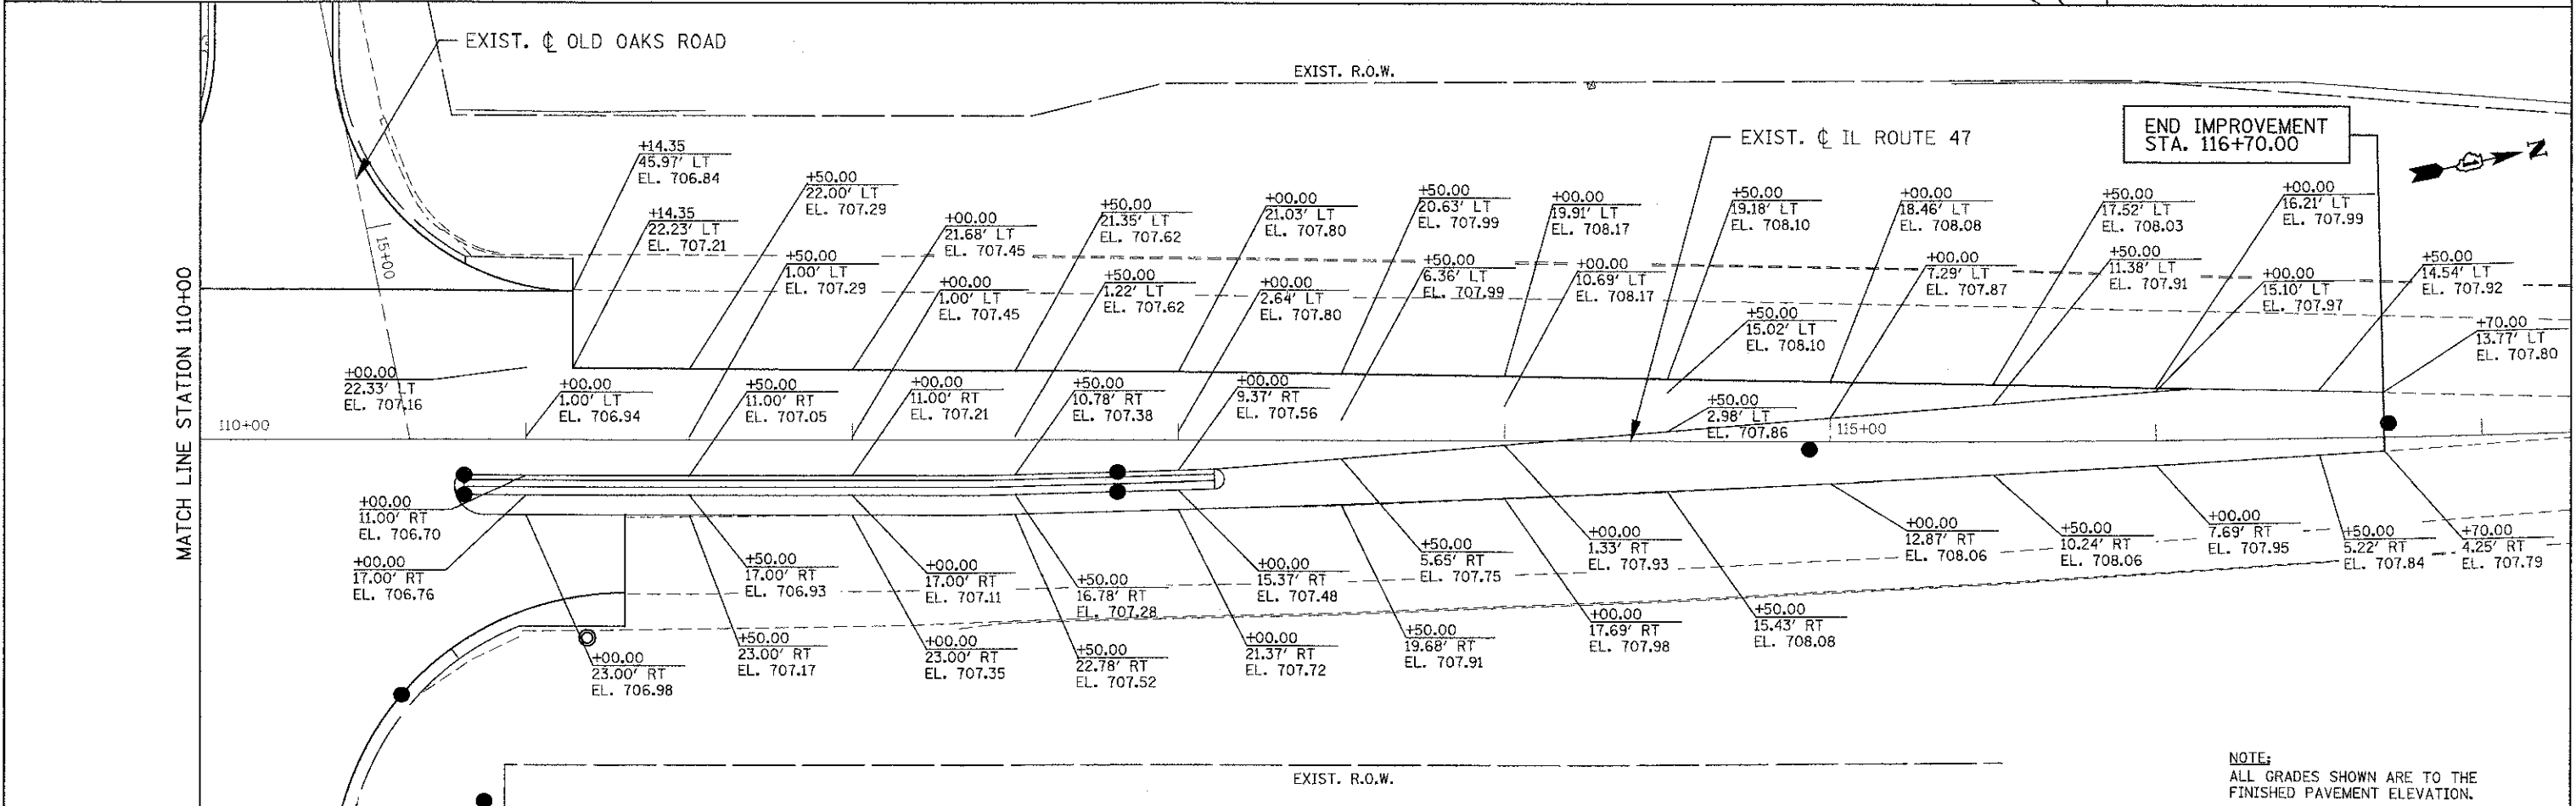 EXIST. ℄ OLD OAKS ROAD
EXIST. R.O.W.
EXIST. ℄ IL ROUTE 47
END IMPROVEMENT
STA. 116+70.00
N
MATCH LINE STATION 110+00
15+00
110+00
115+00
+14.35
45.97' LT
EL. 706.84
+14.35
22.23' LT
EL. 707.21
+50.00
22.00' LT
EL. 707.29
+50.00
1.00' LT
EL. 707.29
+00.00
21.68' LT
EL. 707.45
+00.00
1.00' LT
EL. 707.45
+50.00
21.35' LT
EL. 707.62
+50.00
1.22' LT
EL. 707.62
+00.00
21.03' LT
EL. 707.80
+00.00
2.64' LT
EL. 707.80
+50.00
20.63' LT
EL. 707.99
+50.00
6.36' LT
EL. 707.99
+00.00
19.91' LT
EL. 708.17
+00.00
10.69' LT
EL. 708.17
+50.00
19.18' LT
EL. 708.10
+50.00
15.02' LT
EL. 708.10
+00.00
18.46' LT
EL. 708.08
+00.00
7.29' LT
EL. 707.87
+50.00
17.52' LT
EL. 708.03
+50.00
11.38' LT
EL. 707.91
+00.00
16.21' LT
EL. 707.99
+00.00
15.10' LT
EL. 707.97
+50.00
14.54' LT
EL. 707.92
+70.00
13.77' LT
EL. 707.80
+00.00
22.33' LT
EL. 707.16
+00.00
1.00' LT
EL. 706.94
+50.00
11.00' RT
EL. 707.05
+00.00
11.00' RT
EL. 707.21
+50.00
10.78' RT
EL. 707.38
+00.00
9.37' RT
EL. 707.56
+50.00
2.98' LT
EL. 707.86
+00.00
11.00' RT
EL. 706.70
+00.00
17.00' RT
EL. 706.76
+00.00
23.00' RT
EL. 706.98
+50.00
17.00' RT
EL. 706.93
+50.00
23.00' RT
EL. 707.17
+00.00
17.00' RT
EL. 707.11
+00.00
23.00' RT
EL. 707.35
+50.00
16.78' RT
EL. 707.28
+50.00
22.78' RT
EL. 707.52
+00.00
15.37' RT
EL. 707.48
+00.00
21.37' RT
EL. 707.72
+50.00
5.65' RT
EL. 707.75
+50.00
19.68' RT
EL. 707.91
+00.00
1.33' RT
EL. 707.93
+00.00
17.69' RT
EL. 707.98
+50.00
15.43' RT
EL. 708.08
+00.00
12.87' RT
EL. 708.06
+50.00
10.24' RT
EL. 708.06
+00.00
7.69' RT
EL. 707.95
+50.00
5.22' RT
EL. 707.84
+70.00
4.25' RT
EL. 707.79
EXIST. R.O.W.
NOTE:
ALL GRADES SHOWN ARE TO THE
FINISHED PAVEMENT ELEVATION.